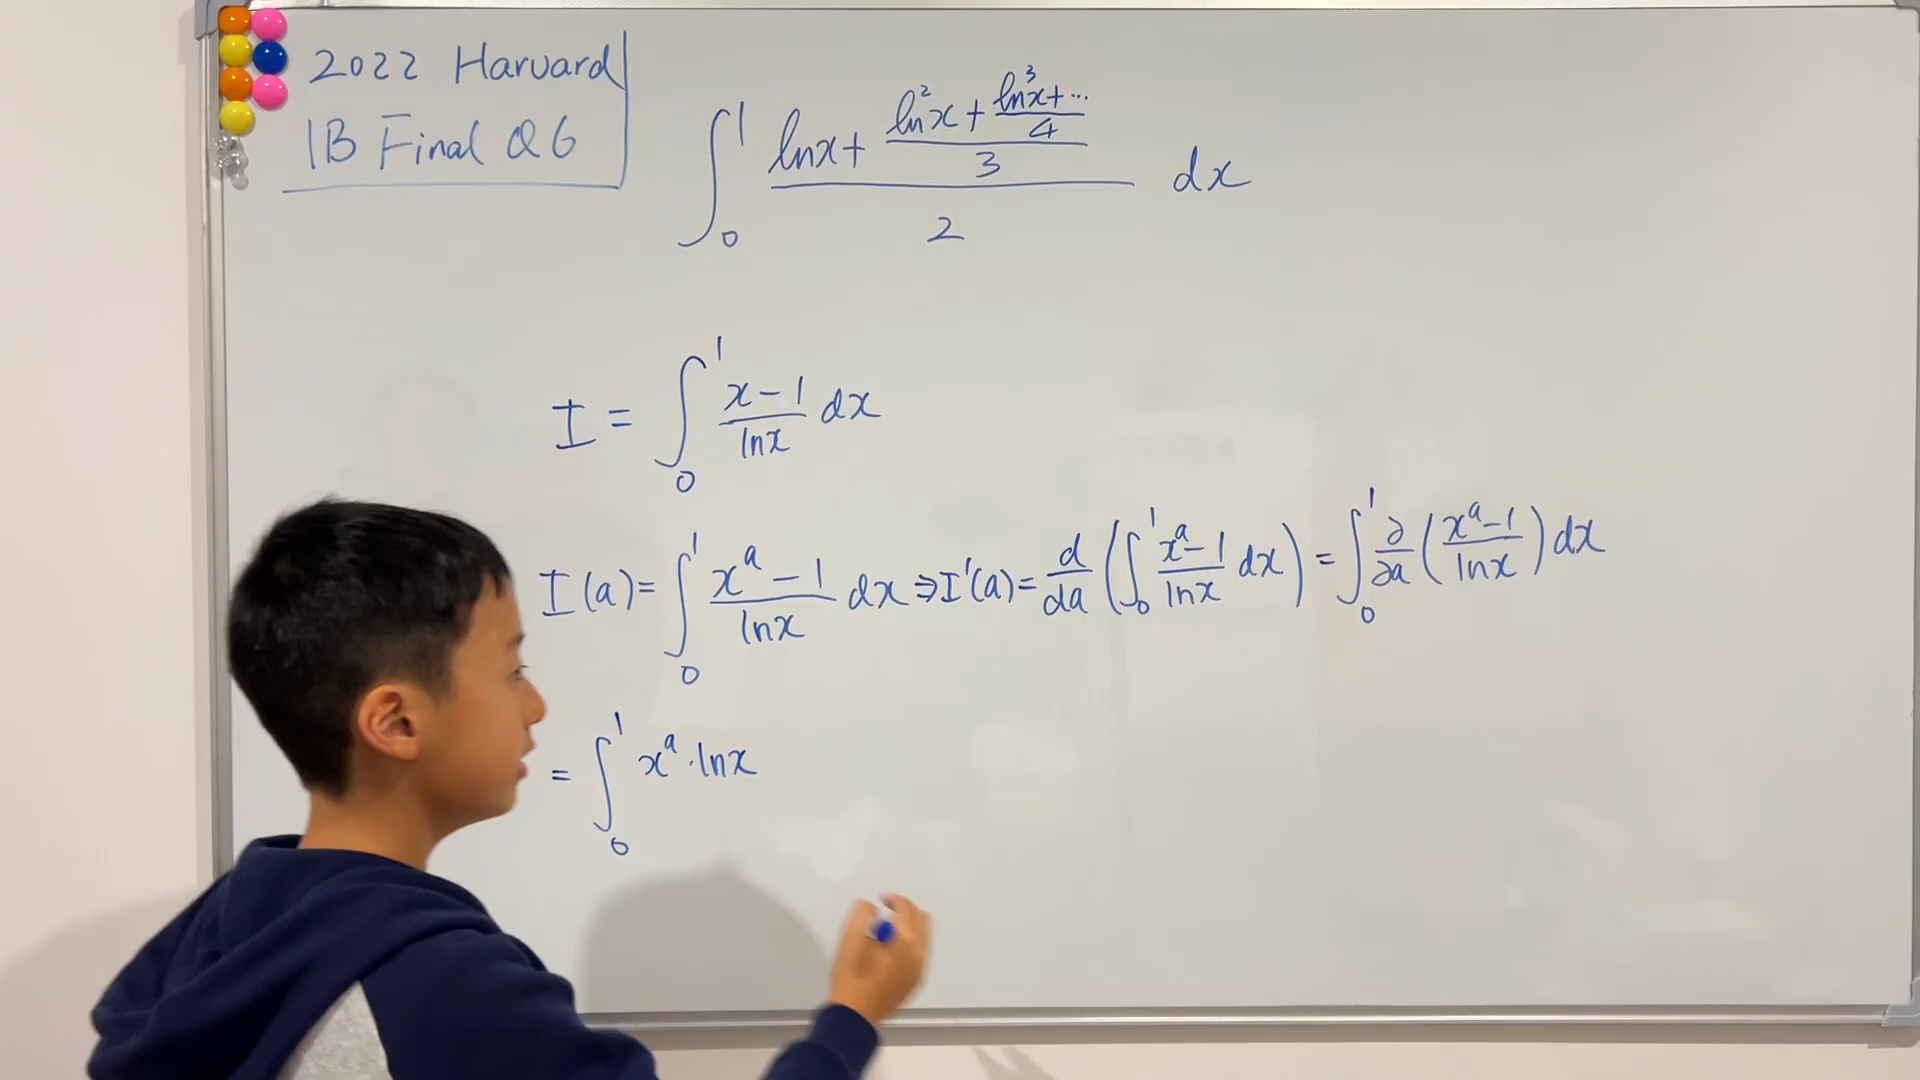 2022 Harvard
1B Final Q6
∫₀¹ (lnx + (ln²x + (ln³x + ···)/4)/3)/2 dx
I = ∫₀¹ (x-1)/lnx dx
I(a) = ∫₀¹ (xᵃ-1)/lnx dx ⇒ I'(a) = d/da (∫₀¹ (xᵃ-1)/lnx dx) = ∫₀¹ ∂/∂a ((xᵃ-1)/lnx) dx
= ∫₀¹ xᵃ · lnx